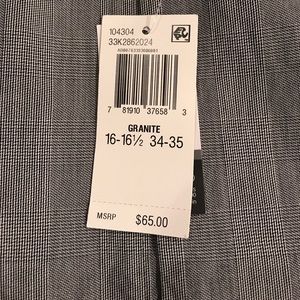 104304
33K2862024
7 81910 37658 3
GRANITE
16-16½ 34-35
MSRP $65.00